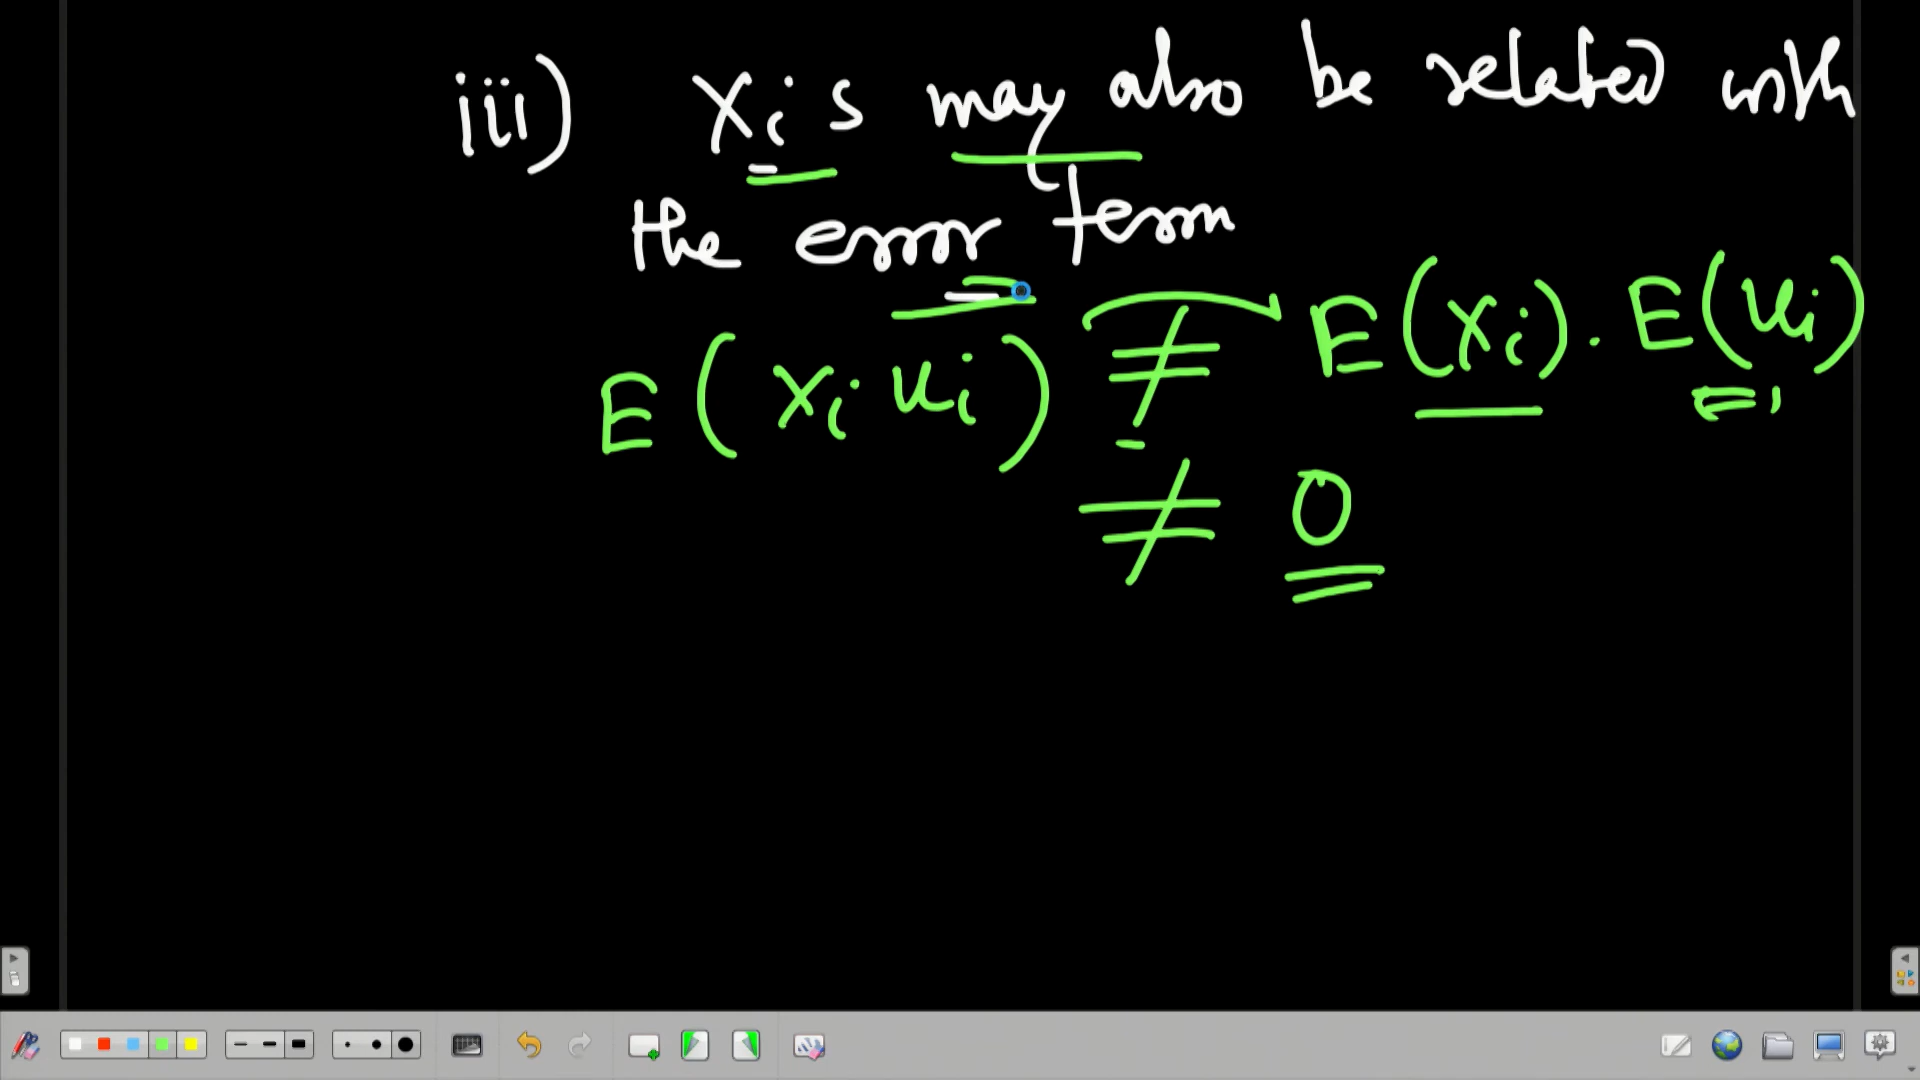 iii) Xi s may also be related with
the error term
E(Xi ui) ≠ E(Xi). E(ui)
≠ 0